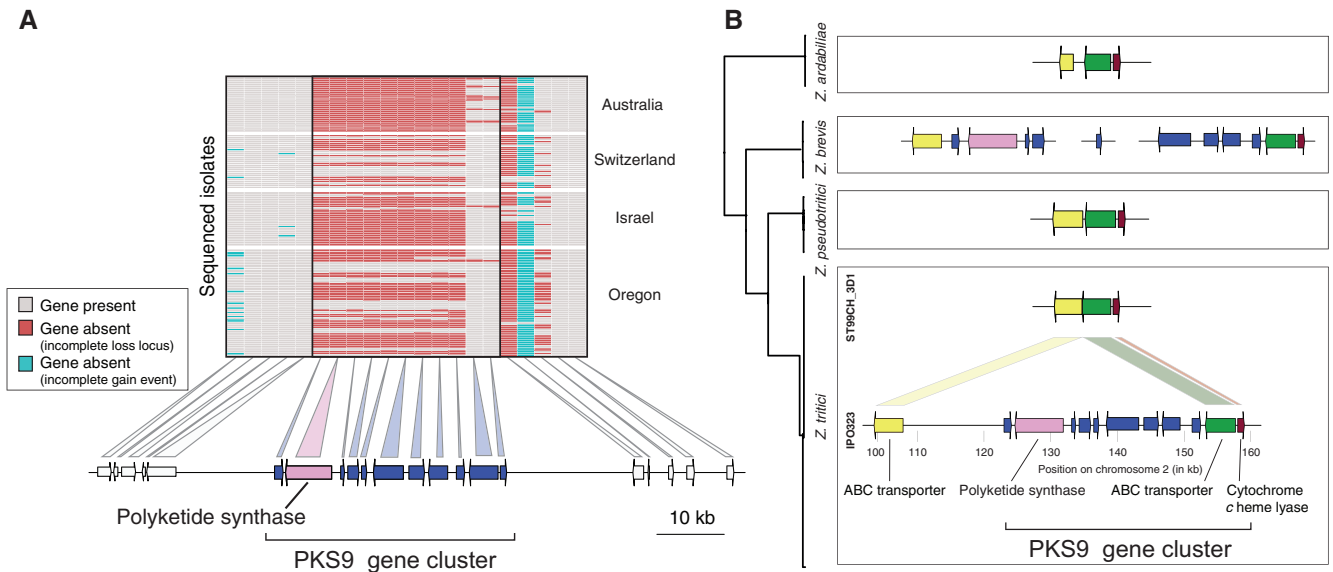 A
Sequenced isolates
Australia
Switzerland
Israel
Oregon
Gene present
Gene absent
(incomplete loss locus)
Gene absent
(incomplete gain event)
Polyketide synthase
10 kb
PKS9 gene cluster
B
Z. ardabiliae
Z. brevis
Z. pseudotritici
Z. tritici
ST99CH_3D1
IPO323
100 110 120 130 140 150 160
Position on chromosome 2 (in kb)
ABC transporter
Polyketide synthase
ABC transporter
Cytochrome
c heme lyase
PKS9 gene cluster